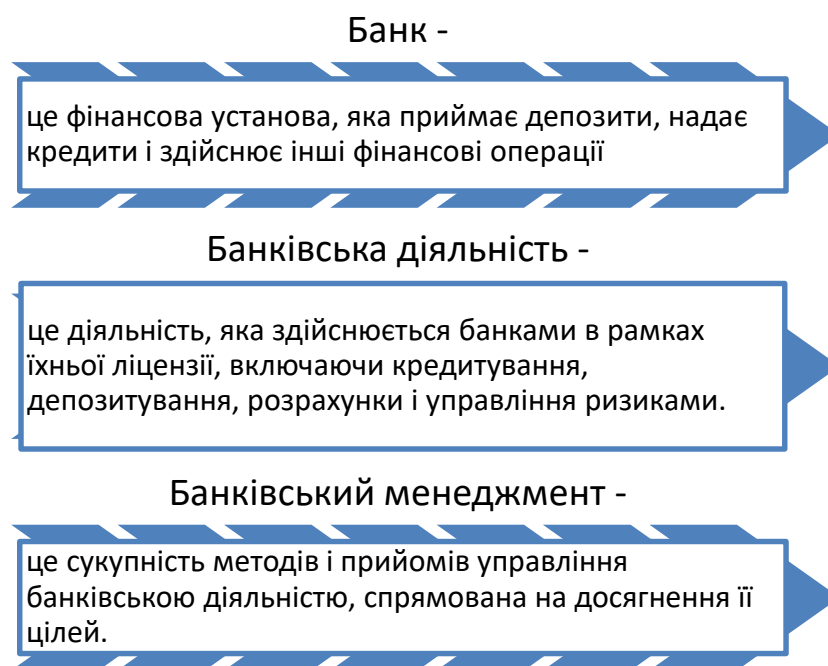 Банк -
це фінансова установа, яка приймає депозити, надає
кредити і здійснює інші фінансові операції
Банківська діяльність -
це діяльність, яка здійснюється банками в рамках
їхньої ліцензії, включаючи кредитування,
депозитування, розрахунки і управління ризиками.
Банківський менеджмент -
це сукупність методів і прийомів управління
банківською діяльністю, спрямована на досягнення її
цілей.